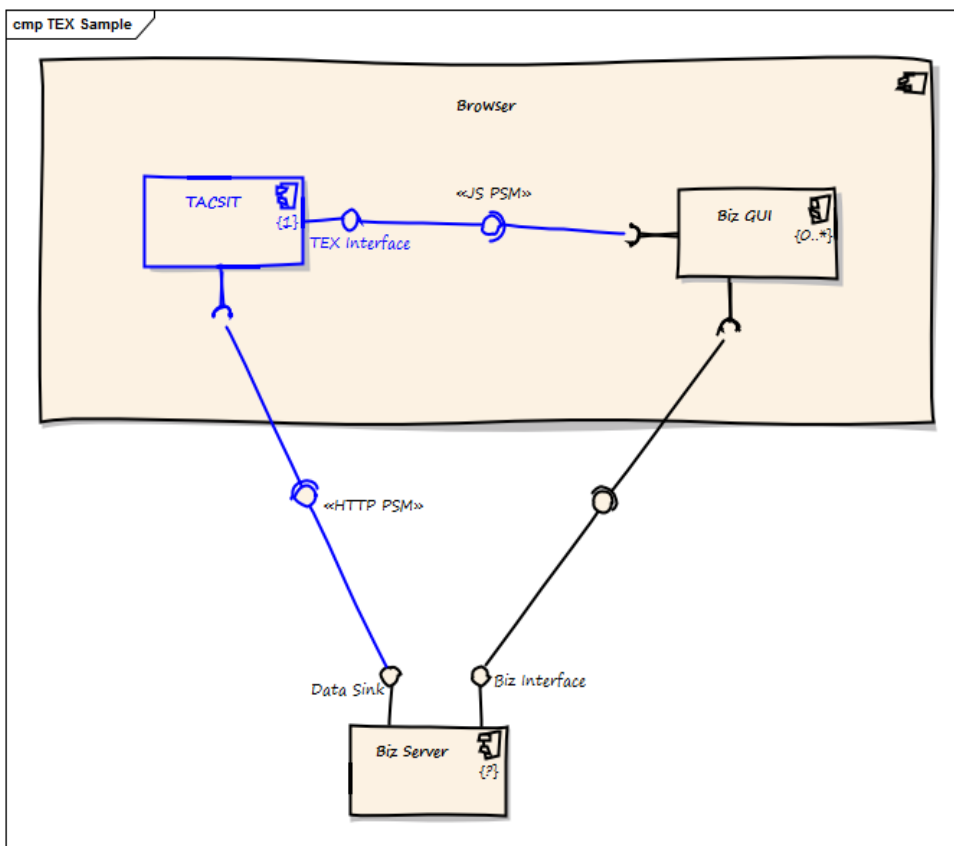 cmp TEX Sample
Browser
TACSIT
{1}
TEX Interface
«JS PSM»
Biz GUI
{0..*}
«HTTP PSM»
Data Sink
Biz Interface
Biz Server
{?}